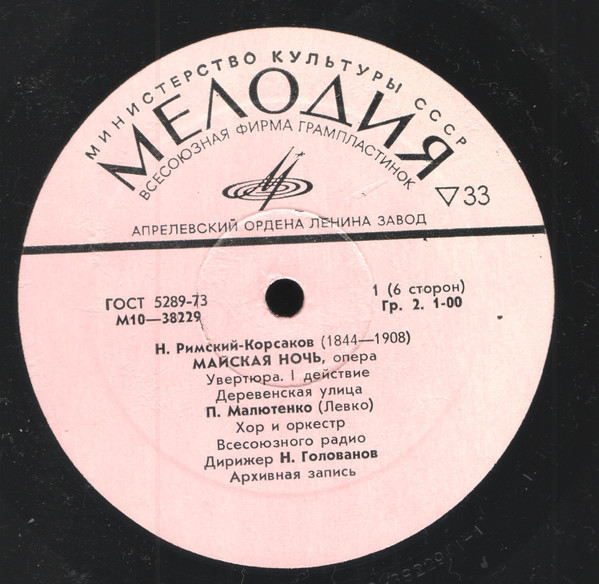 МИНИСТЕРСТВО КУЛЬТУРЫ СССР
МЕЛОДИЯ
ВСЕСОЮЗНАЯ ФИРМА ГРАМПЛАСТИНОК
33
АПРЕЛЕВСКИЙ ОРДЕНА ЛЕНИНА ЗАВОД
ГОСТ 5289-73
М10—38229
1 (6 сторон)
Гр. 2. 1-00
Н. Римский-Корсаков (1844—1908)
МАЙСКАЯ НОЧЬ, опера
Увертюра. I действие
Деревенская улица
П. Малютенко (Левко)
Хор и оркестр
Всесоюзного радио
Дирижер Н. Голованов
Архивная запись